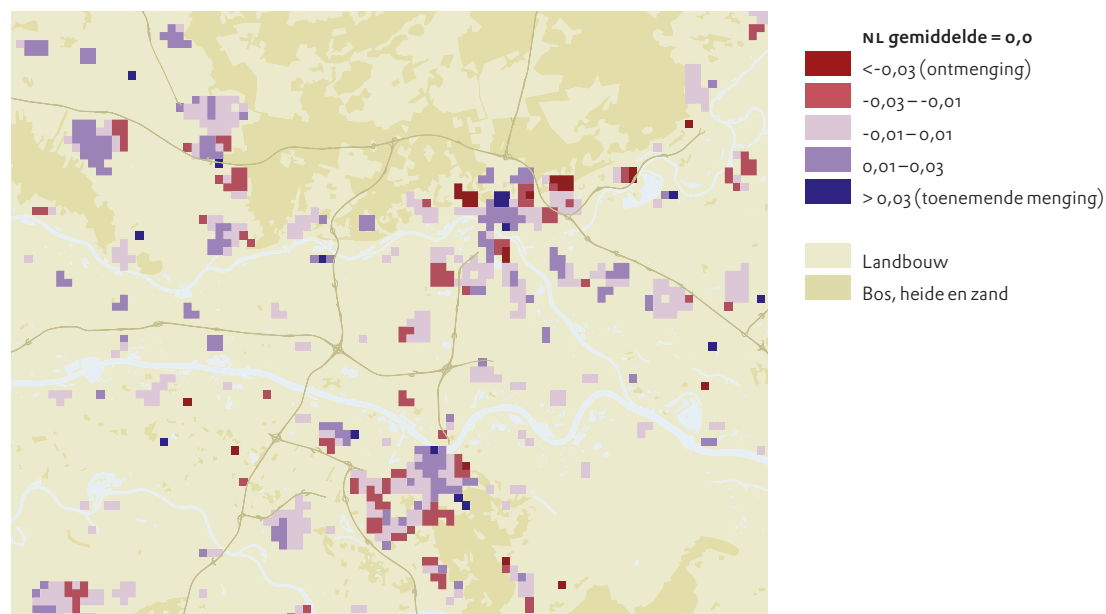 NL gemiddelde = 0,0
<-0,03 (ontmenging)
-0,03 – -0,01
-0,01 – 0,01
0,01 – 0,03
> 0,03 (toenemende menging)
Landbouw
Bos, heide en zand